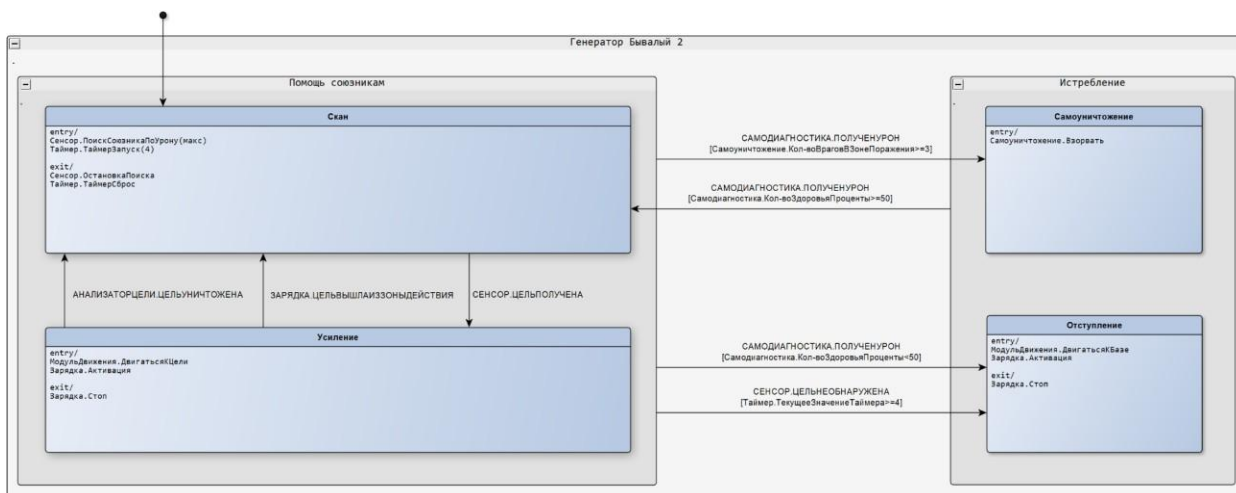 Генератор Бывалый 2
Помощь союзникам
Скан
entry/
Сенсор.ПоискСоюзникаПоУрону(макс)
Таймер.ТаймерЗапуск(4)
exit/
Сенсор.ОстановкаПоиска
Таймер.ТаймерСброс
АНАЛИЗАТОРЦЕЛИ.ЦЕЛЬУНИЧТОЖЕНА
ЗАРЯДКА.ЦЕЛЬВЫШЛАИЗЗОНЫДЕЙСТВИЯ
СЕНСОР.ЦЕЛЬПОЛУЧЕНА
Усиление
entry/
МодульДвижения.ДвигатьсяКЦели
Зарядка.Активация
exit/
Зарядка.Стоп
САМОДИАГНОСТИКА.ПОЛУЧЕНУРОН
[Самоуничтожение.Кол-воВраговВЗонеПоражения>=3]
САМОДИАГНОСТИКА.ПОЛУЧЕНУРОН
[Самодиагностика.Кол-воЗдоровьяПроценты>=50]
САМОДИАГНОСТИКА.ПОЛУЧЕНУРОН
[Самодиагностика.Кол-воЗдоровьяПроценты<50]
СЕНСОР.ЦЕЛЬНЕОБНАРУЖЕНА
[Таймер.ТекущееЗначениеТаймера>=4]
Истребление
Самоуничтожение
entry/
Самоуничтожение.Взорвать
Отступление
entry/
МодульДвижения.ДвигатьсяКБазе
Зарядка.Активация
exit/
Зарядка.Стоп